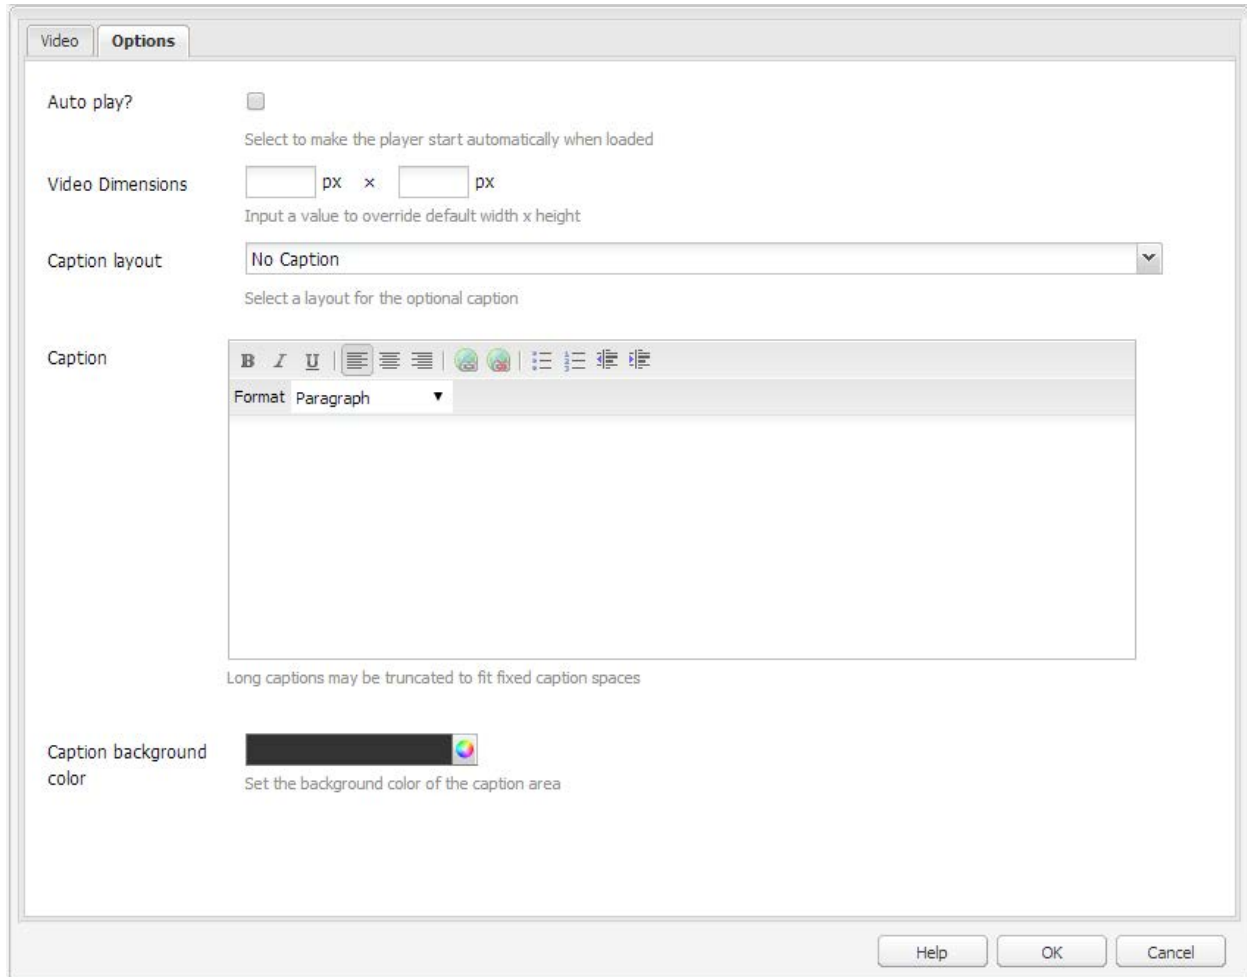 Video Options
Auto play?
Select to make the player start automatically when loaded
Video Dimensions px × px
Input a value to override default width x height
Caption layout No Caption
Select a layout for the optional caption
Caption B I U
Format Paragraph
Long captions may be truncated to fit fixed caption spaces
Caption background
color
Set the background color of the caption area
Help OK Cancel